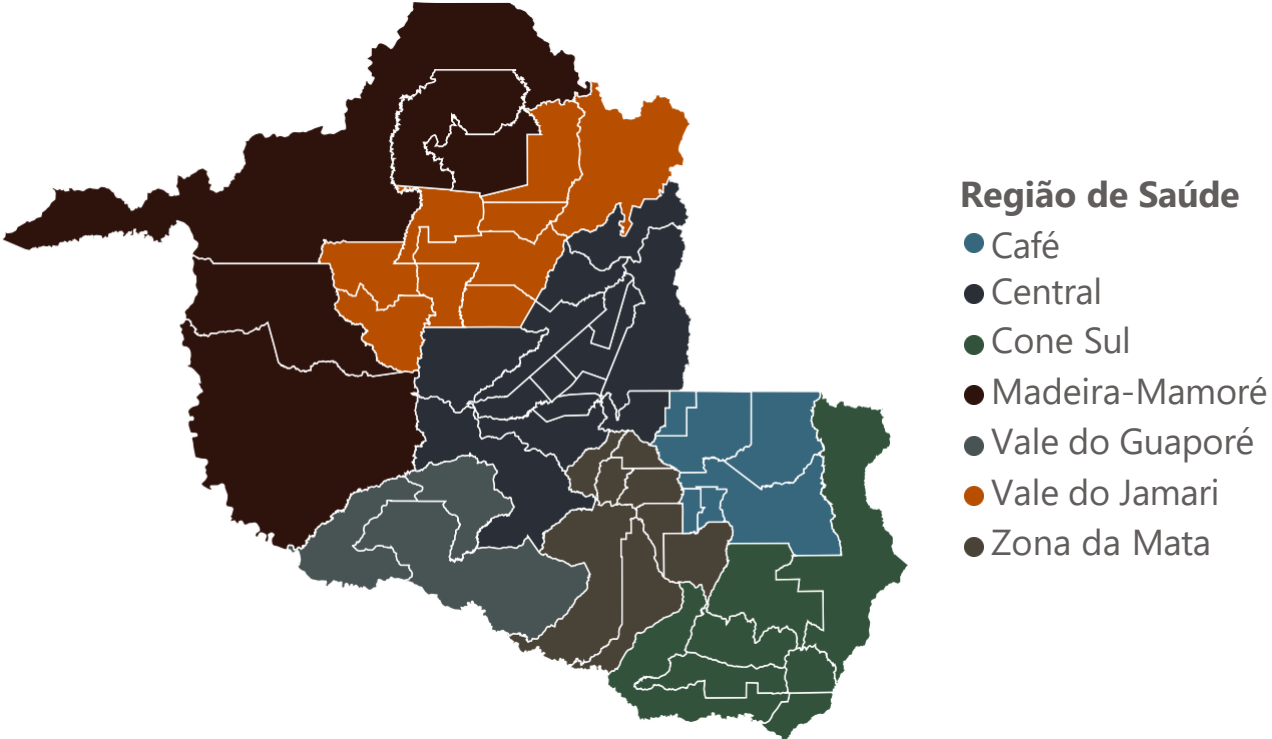 Região de Saúde
Café
Central
Cone Sul
Madeira-Mamoré
Vale do Guaporé
Vale do Jamari
Zona da Mata